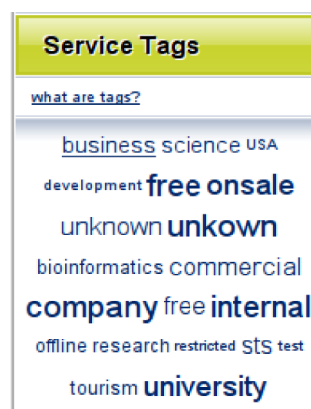 Service Tags
what are tags?
business science USA
development free onsale
unknown unkown
bioinformatics commercial
company free internal
offline research restricted sts test
tourism university